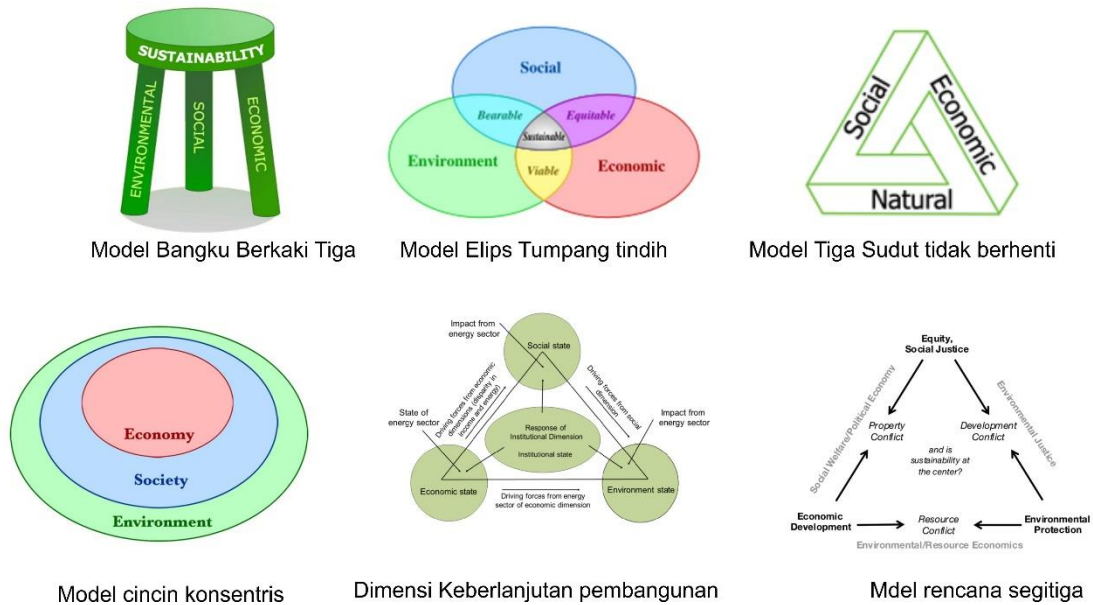 SUSTAINABILITY
ENVIRONMENTAL
SOCIAL
ECONOMIC
Model Bangku Berkaki Tiga
Social
Bearable
Equitable
Sustainable
Environment
Economic
Viable
Model Elips Tumpang tindih
Social
Economic
Natural
Model Tiga Sudut tidak berhenti
Economy
Society
Environment
Model cincin konsentris
Impact from
energy sector
Social state
Driving forces from economic
dimensions (disparity in
income and energy)
Driving forces from social
dimension
State of
energy sector
Impact from
energy sector
Response of
Institutional Dimension
Institutional state
Economic state
Environment state
Driving forces from energy
sector of economic dimension
Dimensi Keberlanjutan pembangunan
Equity,
Social Justice
Social Welfare/Political Economy
Environmental Justice
Property
Conflict
Development
Conflict
and is
sustainability at
the center?
Economic
Development
Resource
Conflict
Environmental
Protection
Environmental/Resource Economics
Mdel rencana segitiga